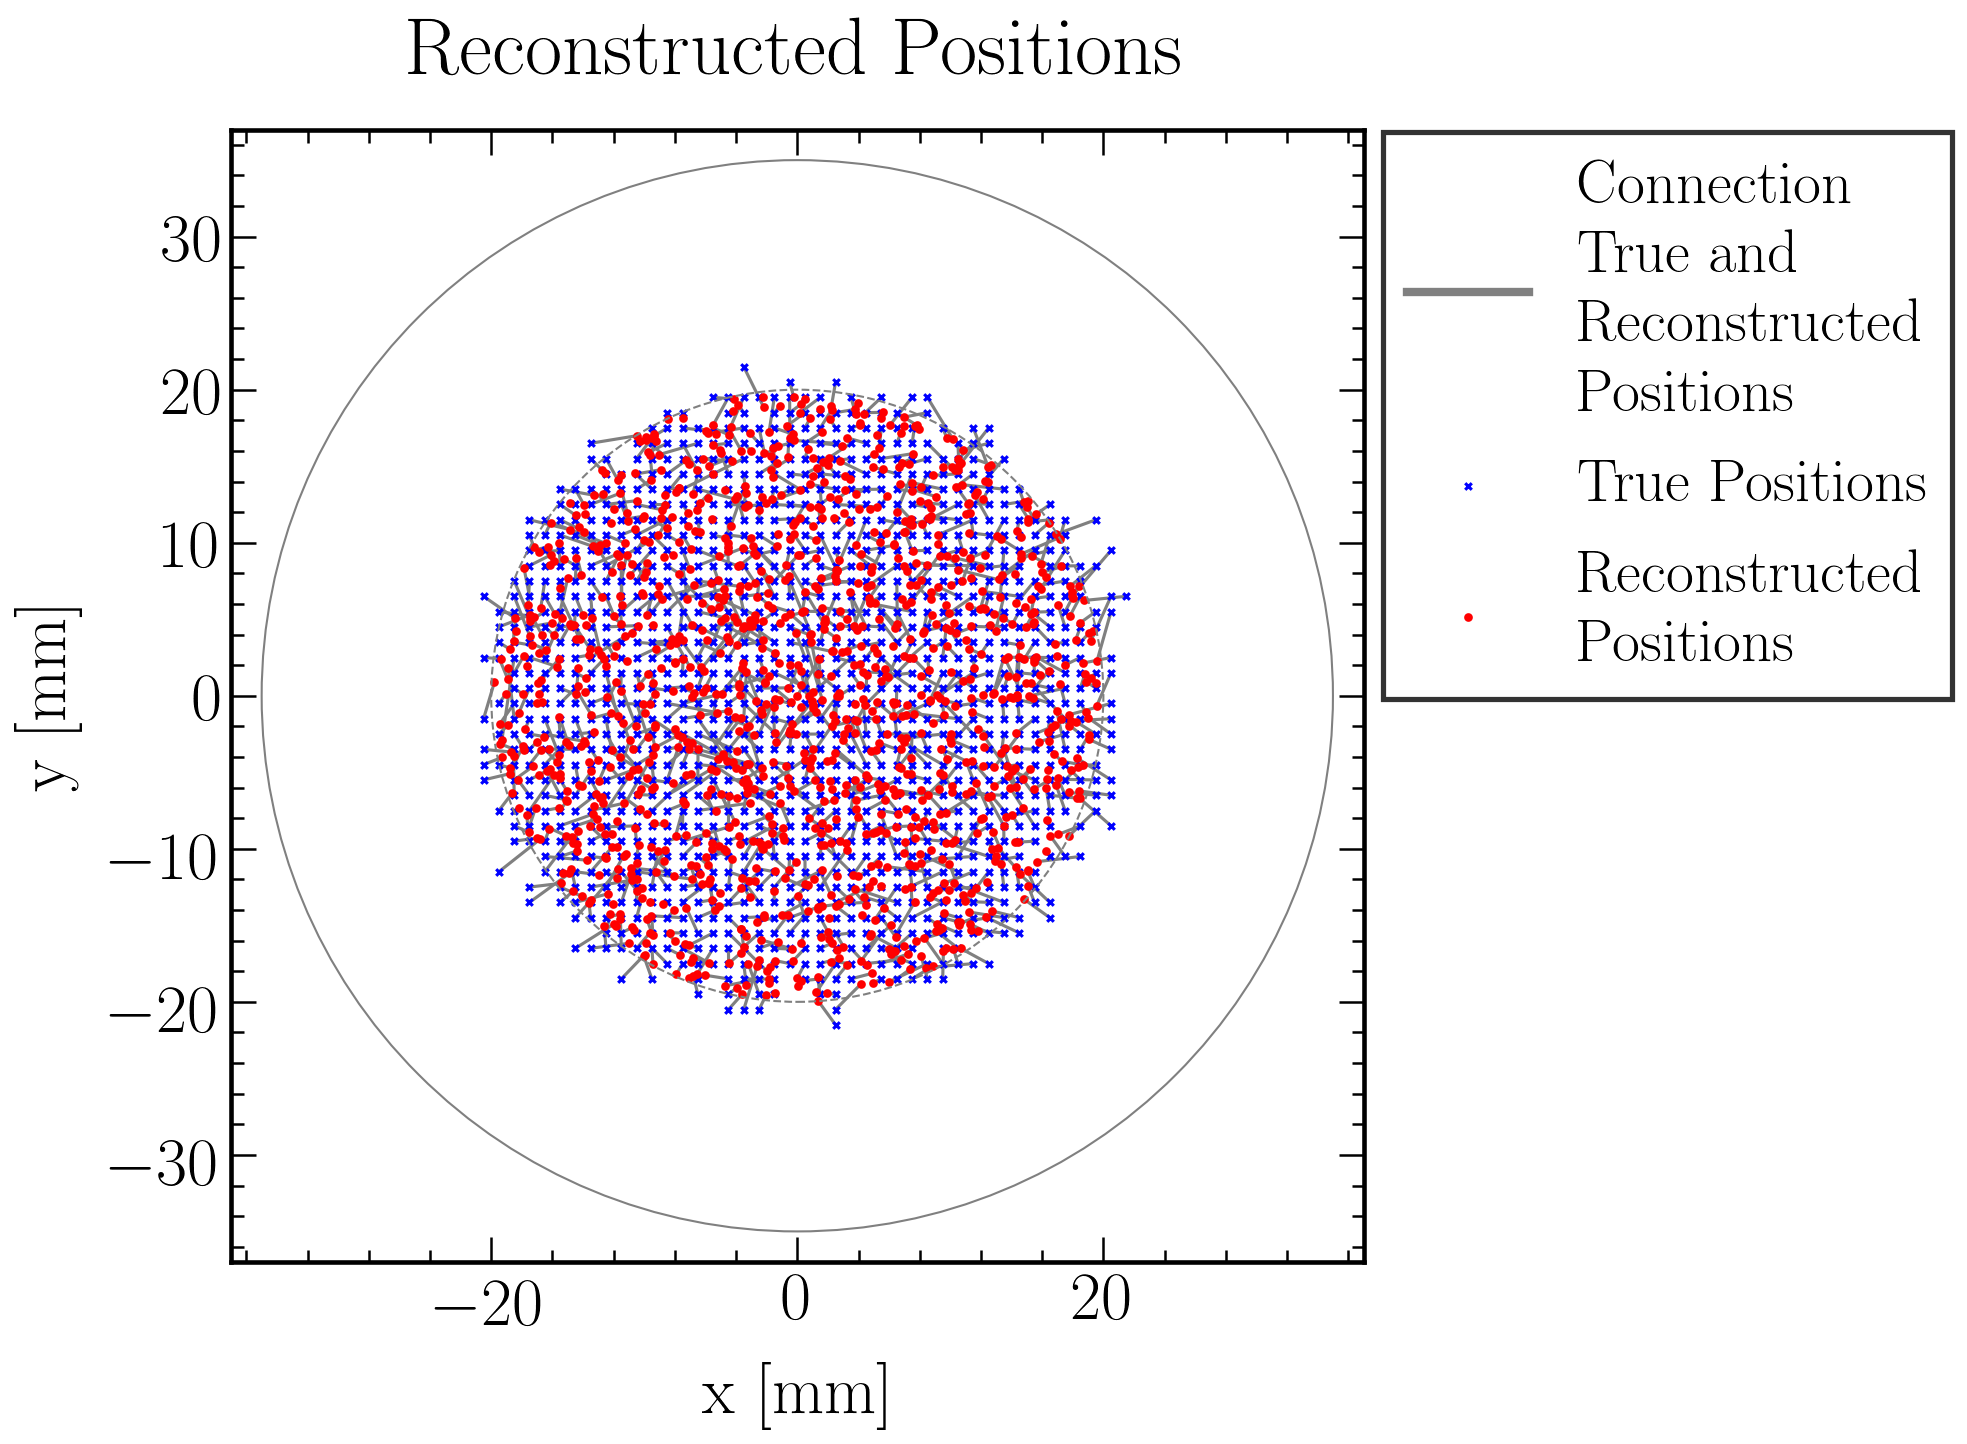 Reconstructed Positions
30
20
10
0
−10
−20
−30
y [mm]
−20
0
20
x [mm]
Connection
True and
Reconstructed
Positions
True Positions
Reconstructed
Positions